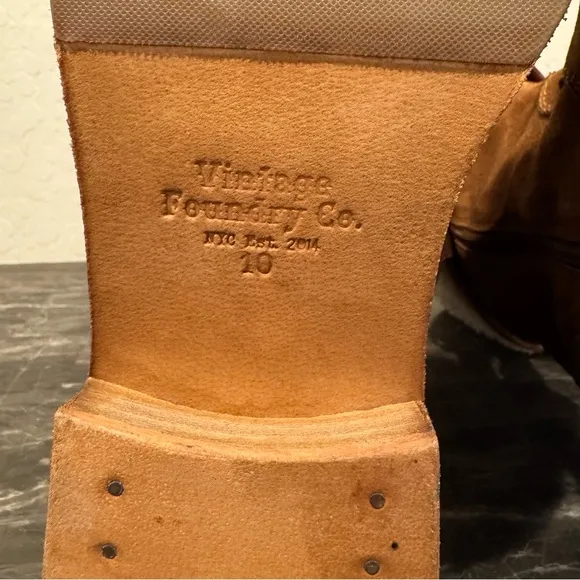 Vintage
Foundry Co.
NYC Est. 2014
10